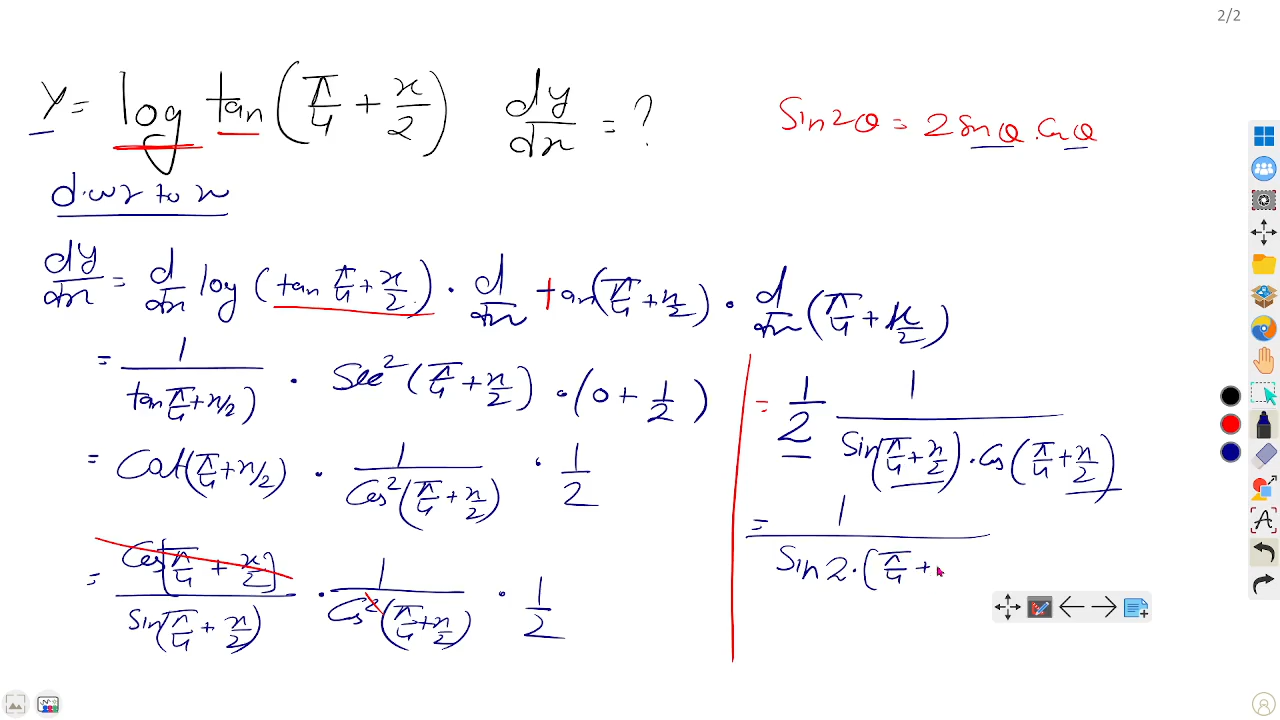 2/2
y = log tan(π/4 + x/2) dy/dx = ?
Sin2θ = 2Sinθ.Cosθ
d.w r to x
dy/dx = d/dx log (tan π/4 + x/2) · d/dx tan(π/4 + x/2) · d/dx (π/4 + x/2)
= 1/(tan(π/4 + x/2)) · Sec²(π/4 + x/2) · (0 + 1/2)
= Cot(π/4 + x/2) · 1/(Cos²(π/4 + x/2)) · 1/2
= Cos[π/4 + x/2]/Sin(π/4 + x/2) · 1/(Cos²(π/4 + x/2)) · 1/2
= 1/2 1/(Sin(π/4 + x/2) · Cos(π/4 + x/2))
= 1/(Sin 2·(π/4 +